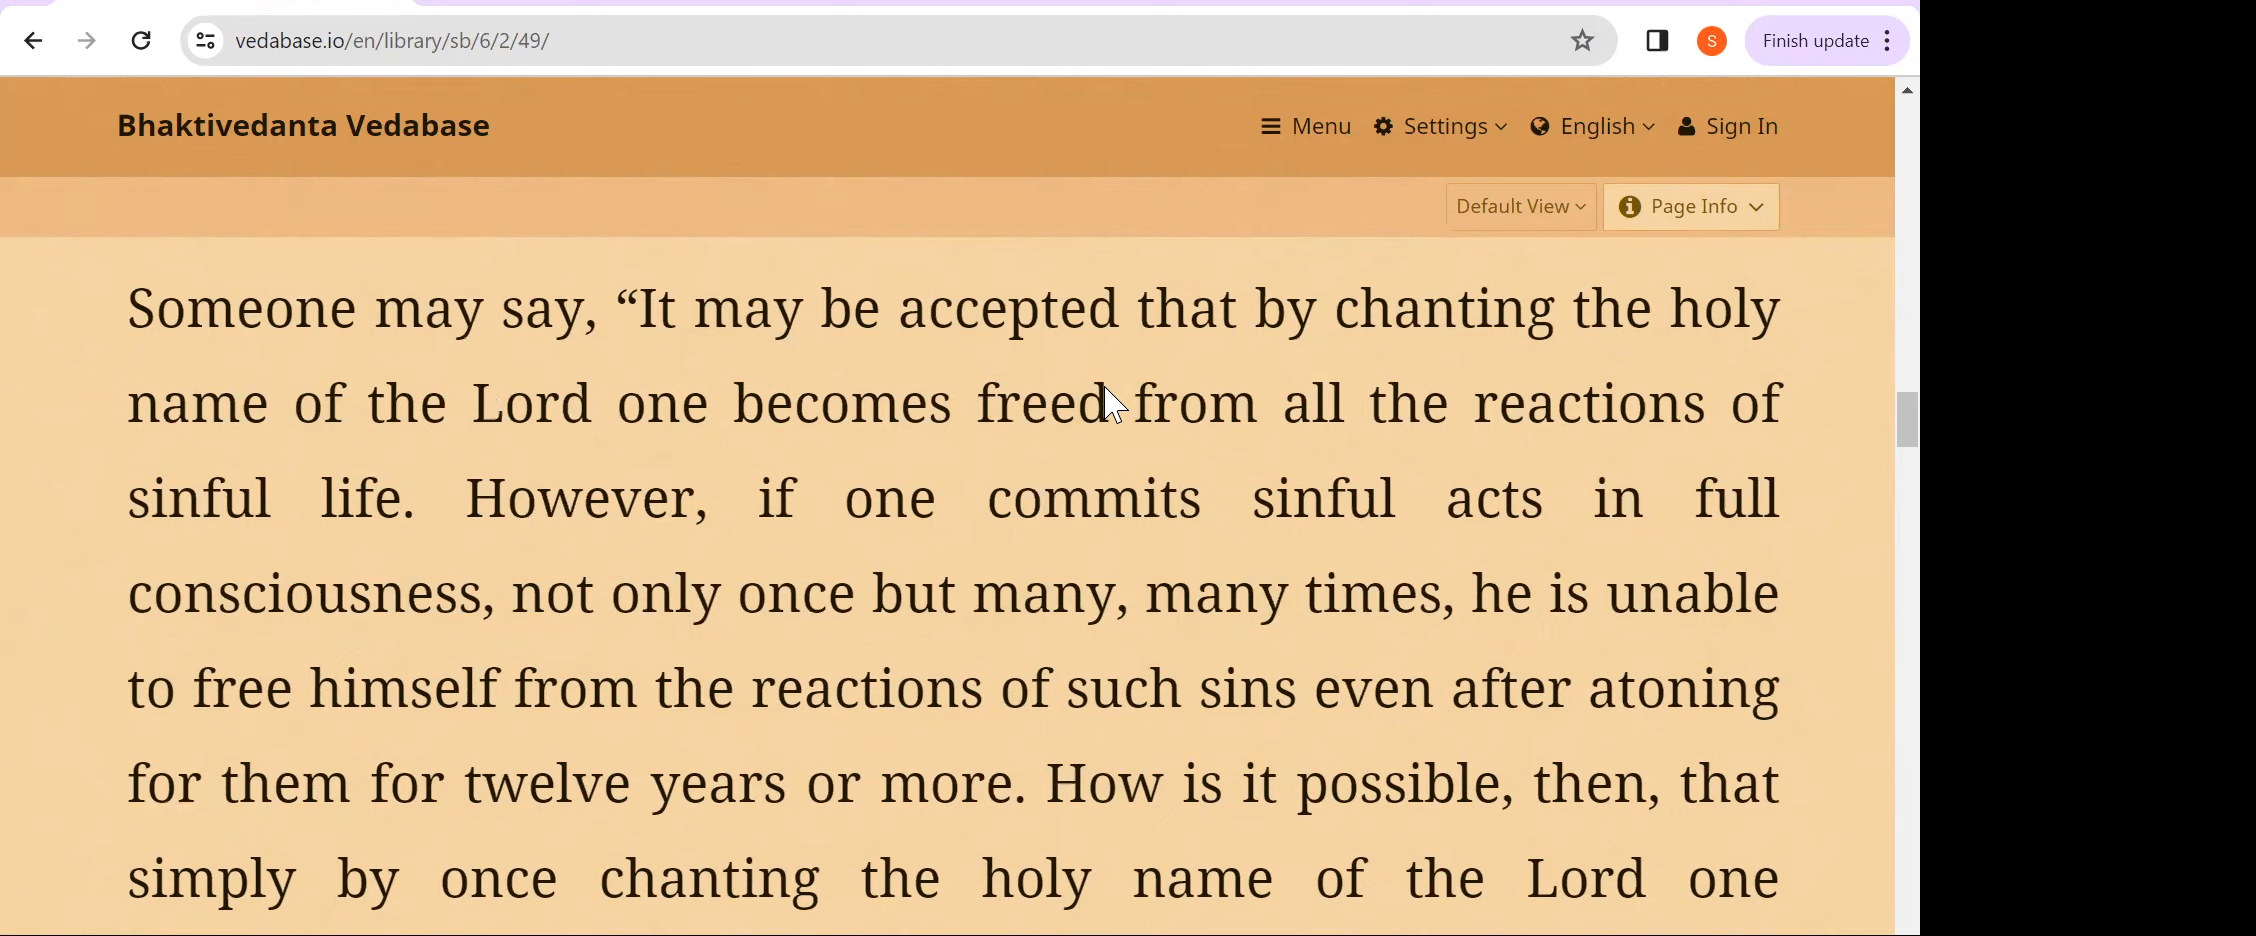 vedabase.io/en/library/sb/6/2/49/
S
Finish update
Bhaktivedanta Vedabase
Menu Settings English Sign In
Default View Page Info
Someone may say, “It may be accepted that by chanting the holy
name of the Lord one becomes freed from all the reactions of
sinful life. However, if one commits sinful acts in full
consciousness, not only once but many, many times, he is unable
to free himself from the reactions of such sins even after atoning
for them for twelve years or more. How is it possible, then, that
simply by once chanting the holy name of the Lord one